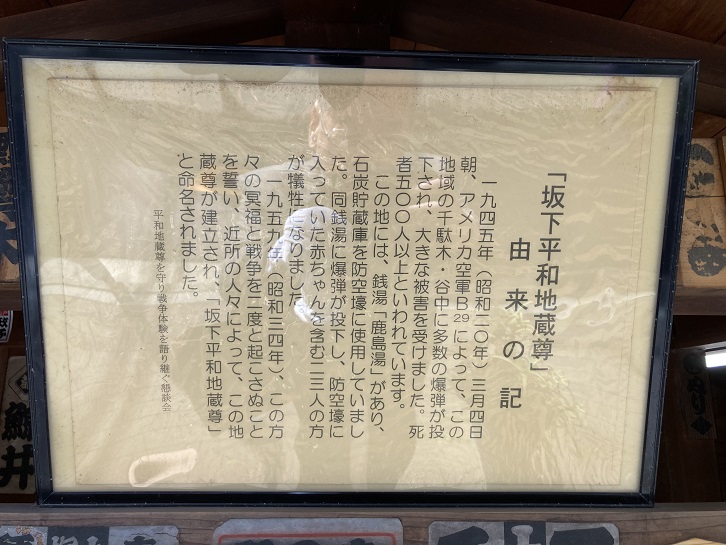 「坂下平和地蔵尊」
由来の記
一九四五年（昭和二〇年）三月四日
朝、アメリカ空軍B29によって、この
地域の千駄木・谷中に多数の爆弾が投
下され、大きな被害を受けました。死
者五〇〇人以上といわれています。
この地には、銭湯「鹿島湯」があり、
石炭貯蔵庫を防空壕に使用していまし
た。同銭湯に爆弾が投下し、防空壕に
入っていた赤ちゃんを含む二三人の方
が犠牲になりました。
一九五九年（昭和三四年）、この方
々の冥福と戦争を二度と起こさぬこと
を誓い、近所の人々によって、この地
蔵尊が建立され、「坂下平和地蔵尊」
と命名されました。
平和地蔵尊を守り戦争体験を語り継ぐ懇談会